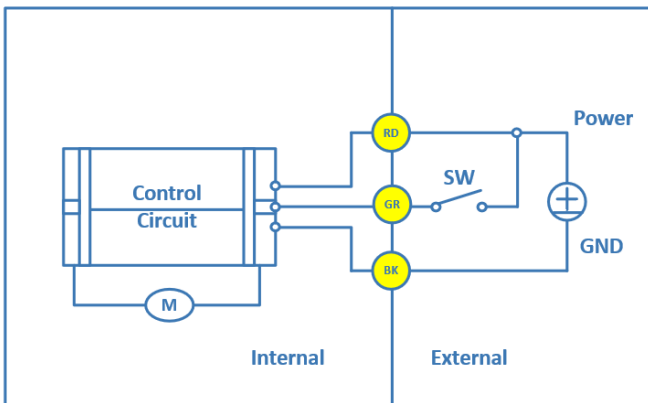 RD
Power
Control
Circuit
GR
SW
GND
BK
M
Internal
External